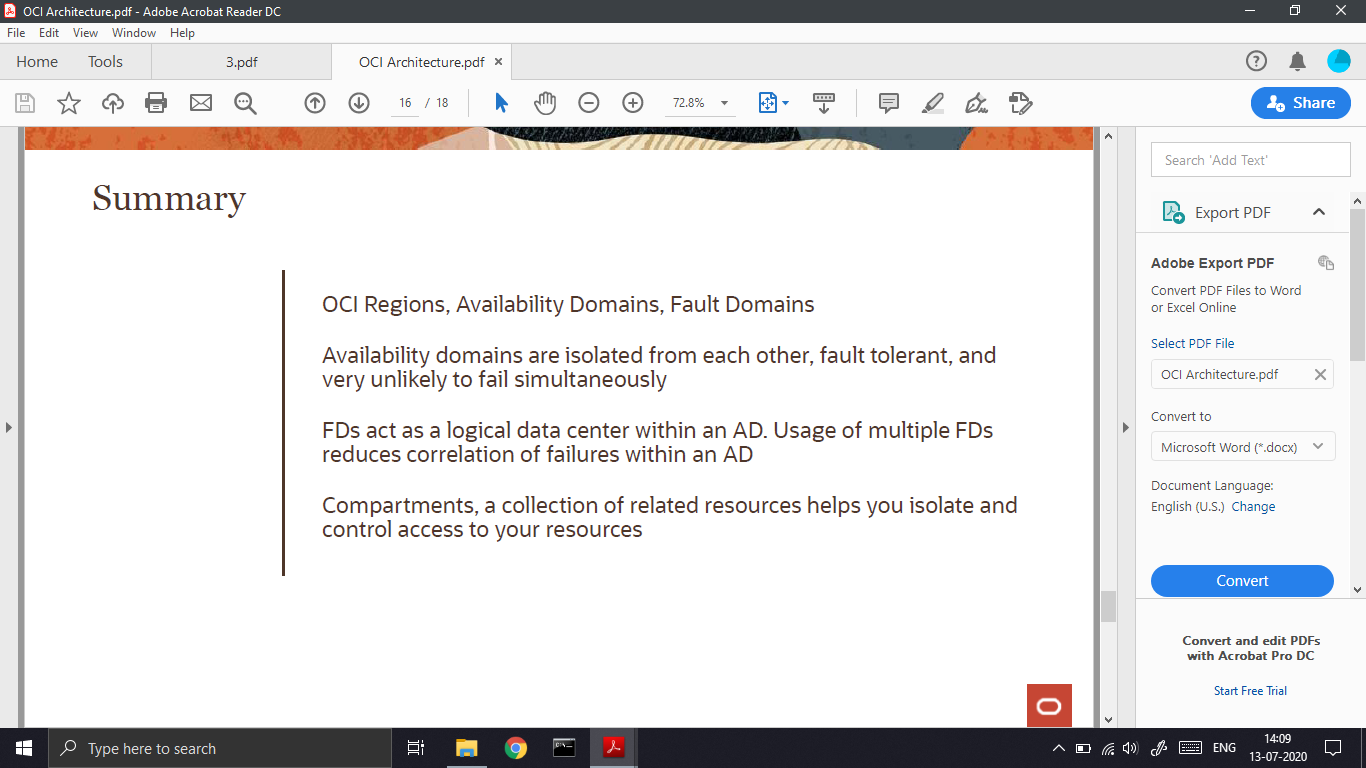 OCI Architecture.pdf - Adobe Acrobat Reader DC
File Edit View Window Help
Home Tools 3.pdf OCI Architecture.pdf
16 / 18 72.8% Share
Summary
OCI Regions, Availability Domains, Fault Domains
Availability domains are isolated from each other, fault tolerant, and
very unlikely to fail simultaneously
FDs act as a logical data center within an AD. Usage of multiple FDs
reduces correlation of failures within an AD
Compartments, a collection of related resources helps you isolate and
control access to your resources
Search 'Add Text'
Export PDF
Adobe Export PDF
Convert PDF Files to Word
or Excel Online
Select PDF File
OCI Architecture.pdf
Convert to
Microsoft Word (*.docx)
Document Language:
English (U.S.) Change
Convert
Convert and edit PDFs
with Acrobat Pro DC
Start Free Trial
Type here to search
ENG
14:09
13-07-2020